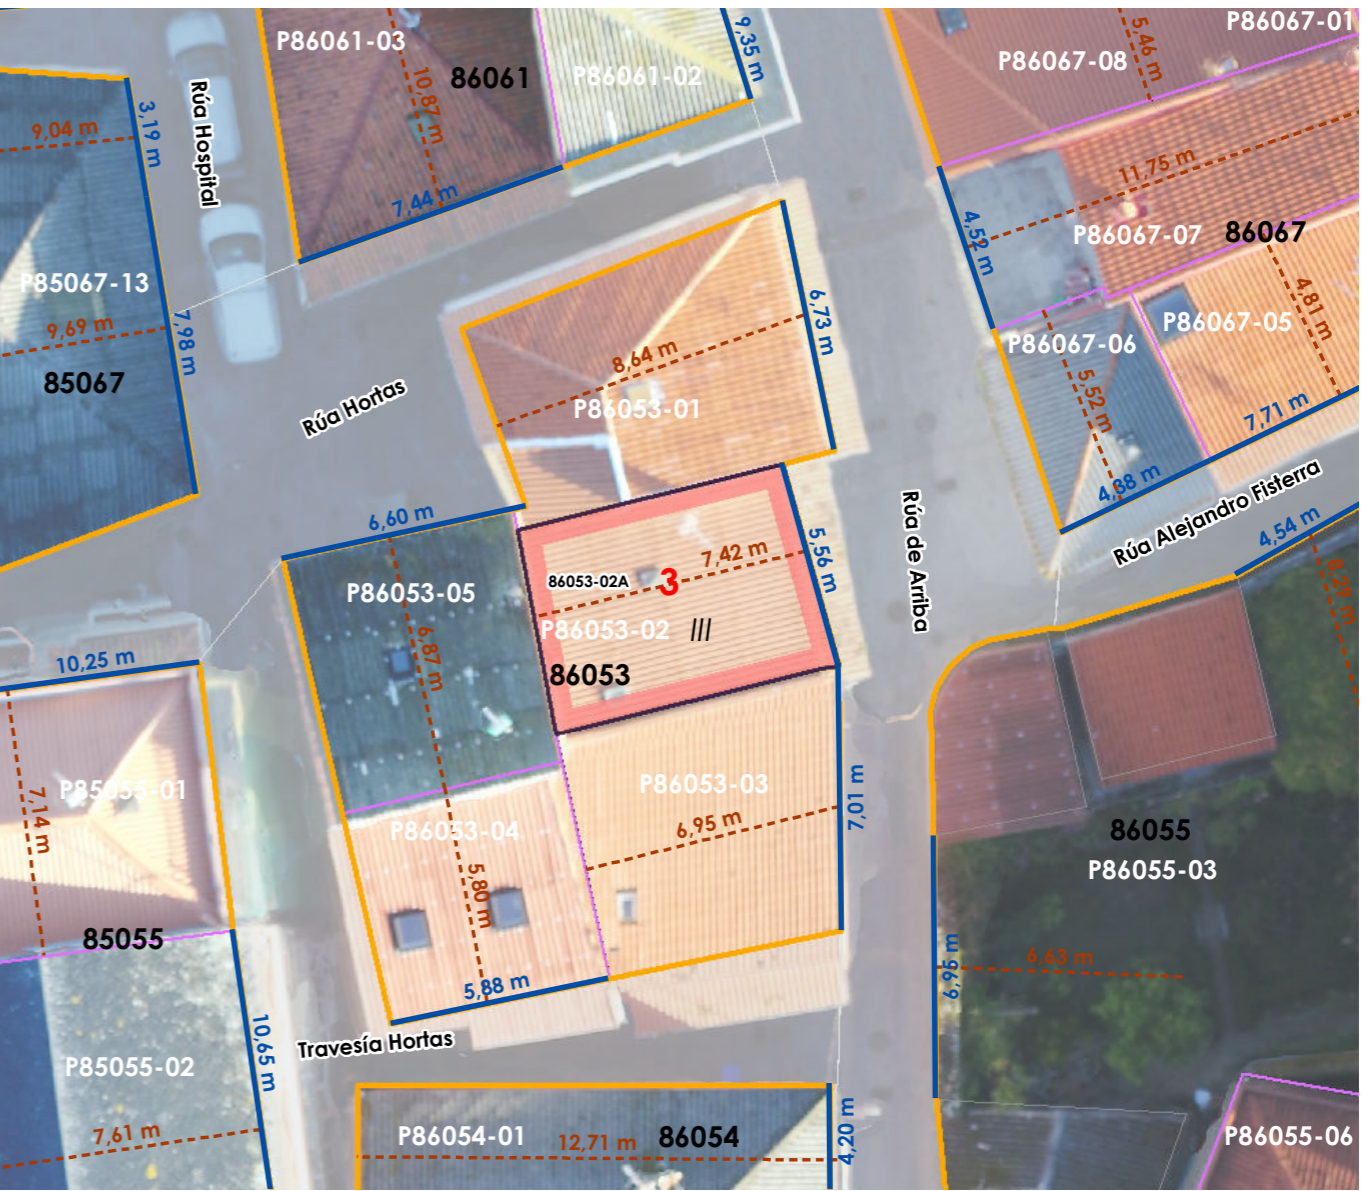 P86067-01
P86061-03
9,35 m
5,46 m
P86067-08
86061
P86061-02
10,87 m
Rúa Hospital
3,19 m
9,04 m
11,75 m
7,44 m
4,52 m
P86067-07
86067
P85067-13
4,81 m
6,73 m
P86067-05
9,69 m
7,98 m
P86067-06
8,64 m
85067
5,52 m
Rúa Hortas
P86053-01
7,71 m
4,38 m
Rúa Alejandro Fisterra
6,60 m
Rúa de Arriba
4,54 m
7,42 m
5,56 m
8,29 m
86053-02A
3
P86053-05
P86053-02
///
6,87 m
10,25 m
86053
P85055-01
P86053-03
7,01 m
7,14 m
6,95 m
P86053-04
86055
P86055-03
5,80 m
85055
6,63 m
6,95 m
5,88 m
Travesía Hortas
10,65 m
P85055-02
7,61 m
P86054-01
12,71 m
86054
4,20 m
P86055-06